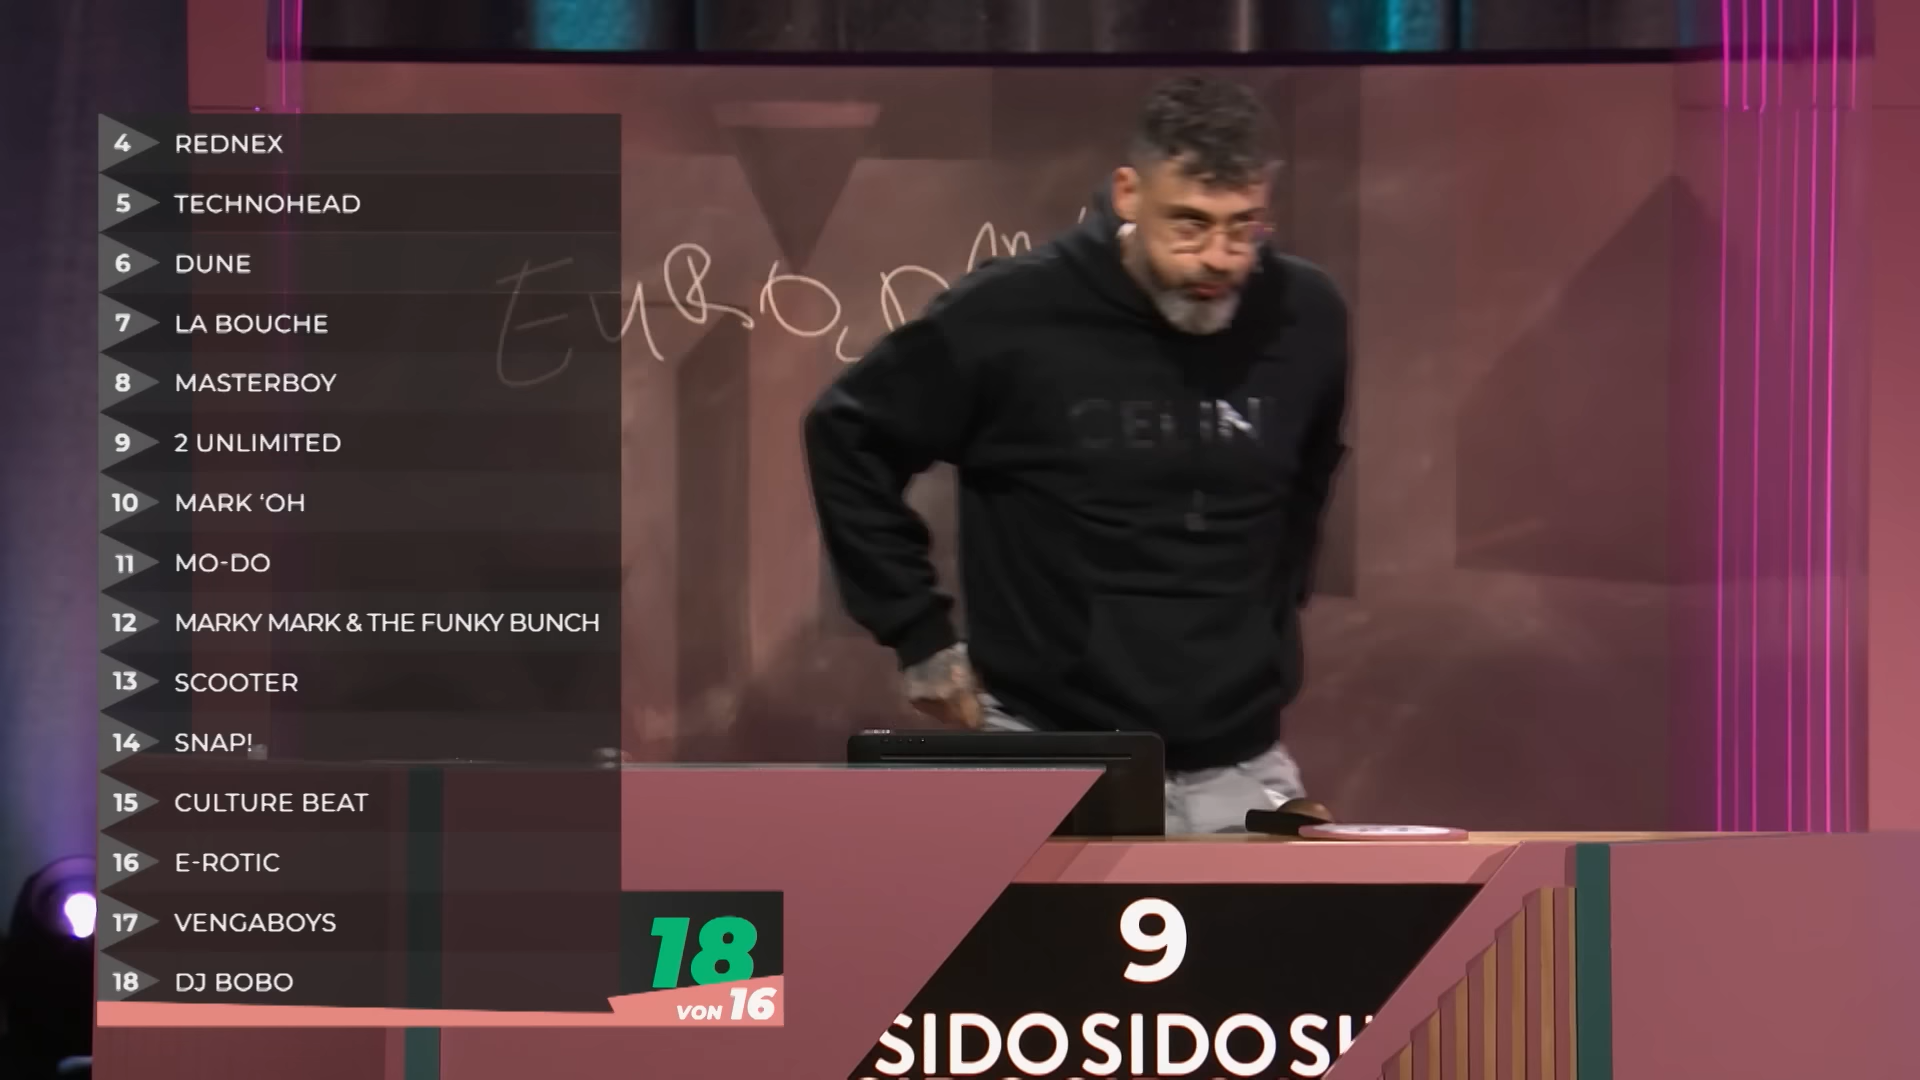 4 REDNEX
5 TECHNOHEAD
6 DUNE
7 LA BOUCHE
8 MASTERBOY
9 2 UNLIMITED
10 MARK ‘OH
11 MO-DO
12 MARKY MARK & THE FUNKY BUNCH
13 SCOOTER
14 SNAP!
15 CULTURE BEAT
16 E-ROTIC
17 VENGABOYS
18 DJ BOBO
18
VON 16
EURODAN
CELIN
9
SIDO SIDO